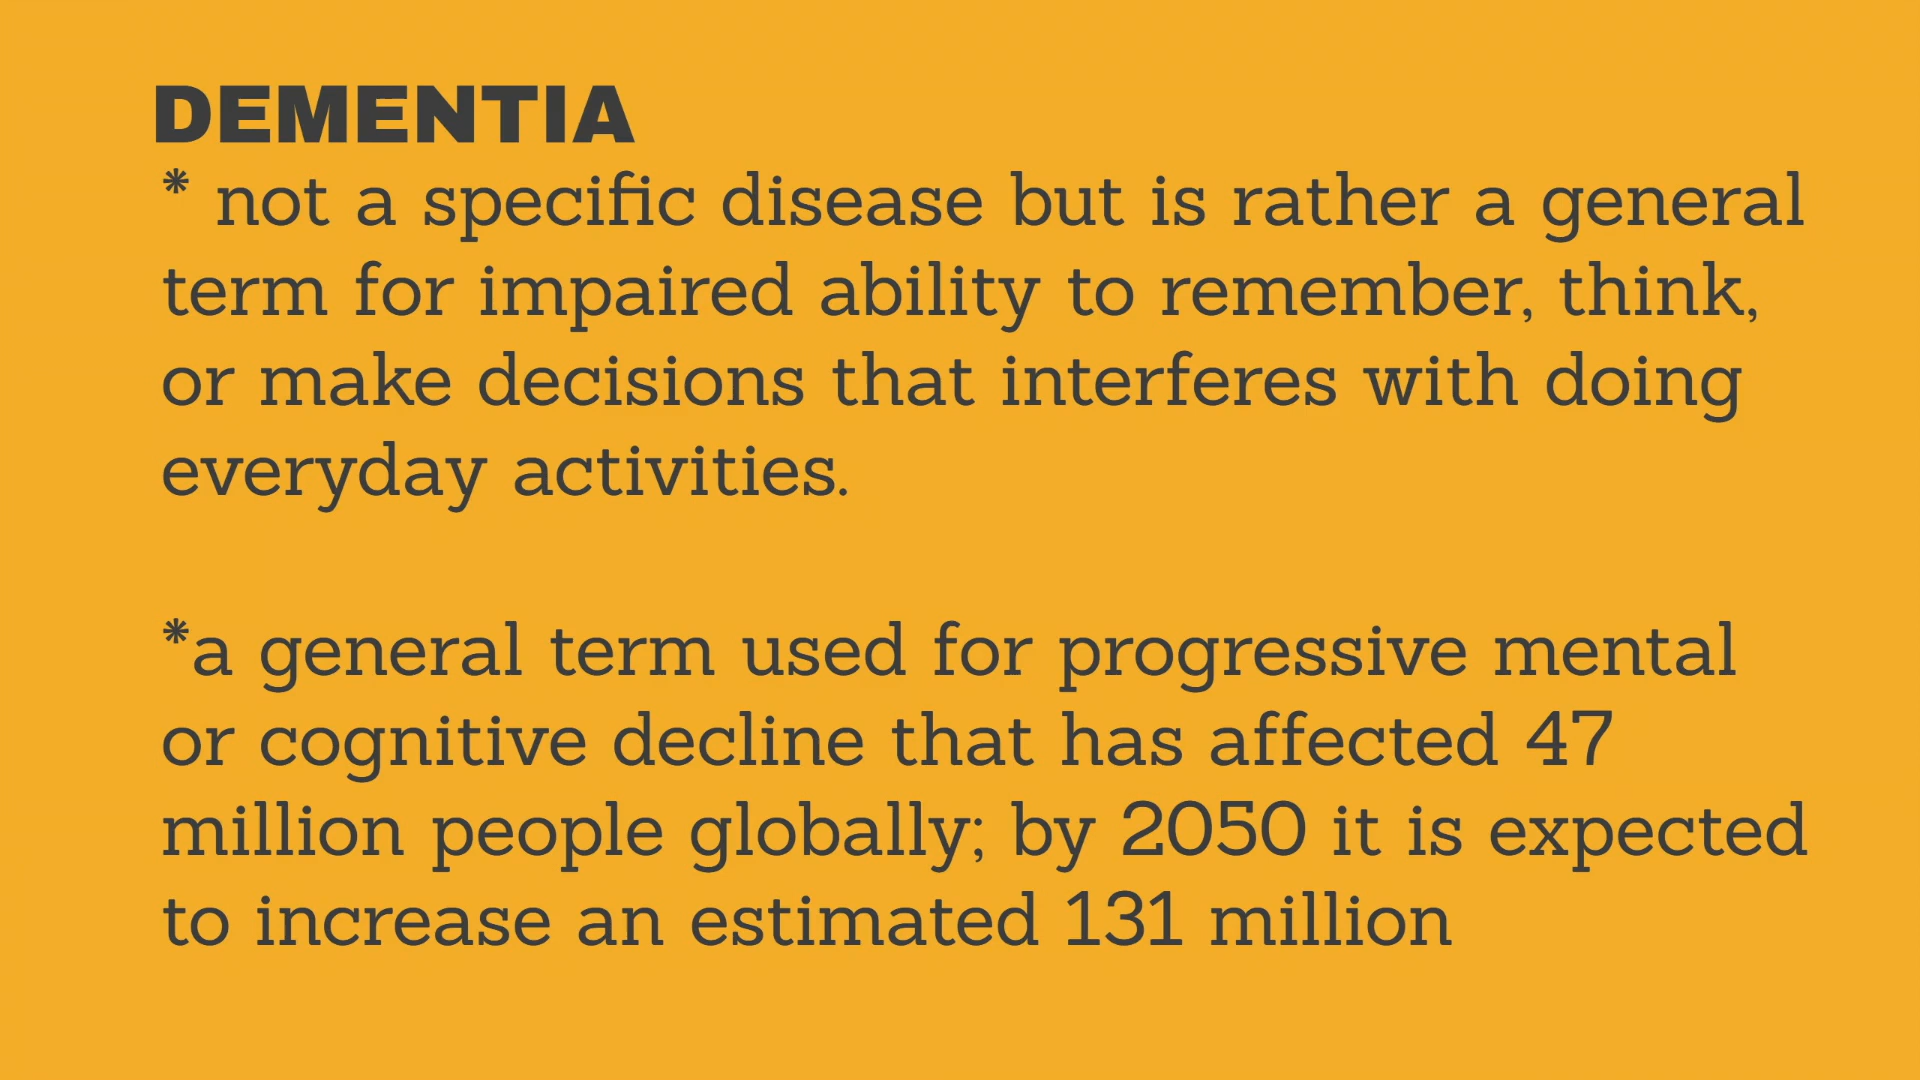 DEMENTIA
* not a specific disease but is rather a general
term for impaired ability to remember, think,
or make decisions that interferes with doing
everyday activities.
*a general term used for progressive mental
or cognitive decline that has affected 47
million people globally; by 2050 it is expected
to increase an estimated 131 million